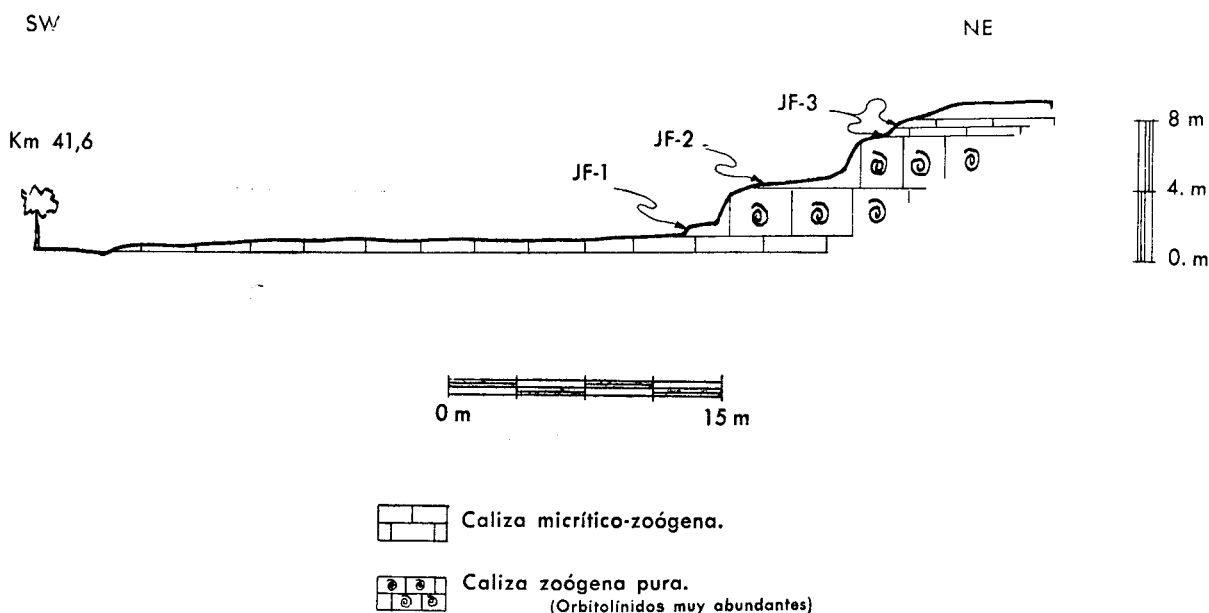 SW
NE
JF-3
8 m
Km 41,6
JF-2
JF-1
4. m
0. m
0 m
15 m
Caliza micrítico-zoógena.
Caliza zoógena pura.
(Orbitolínidos muy abundantes)